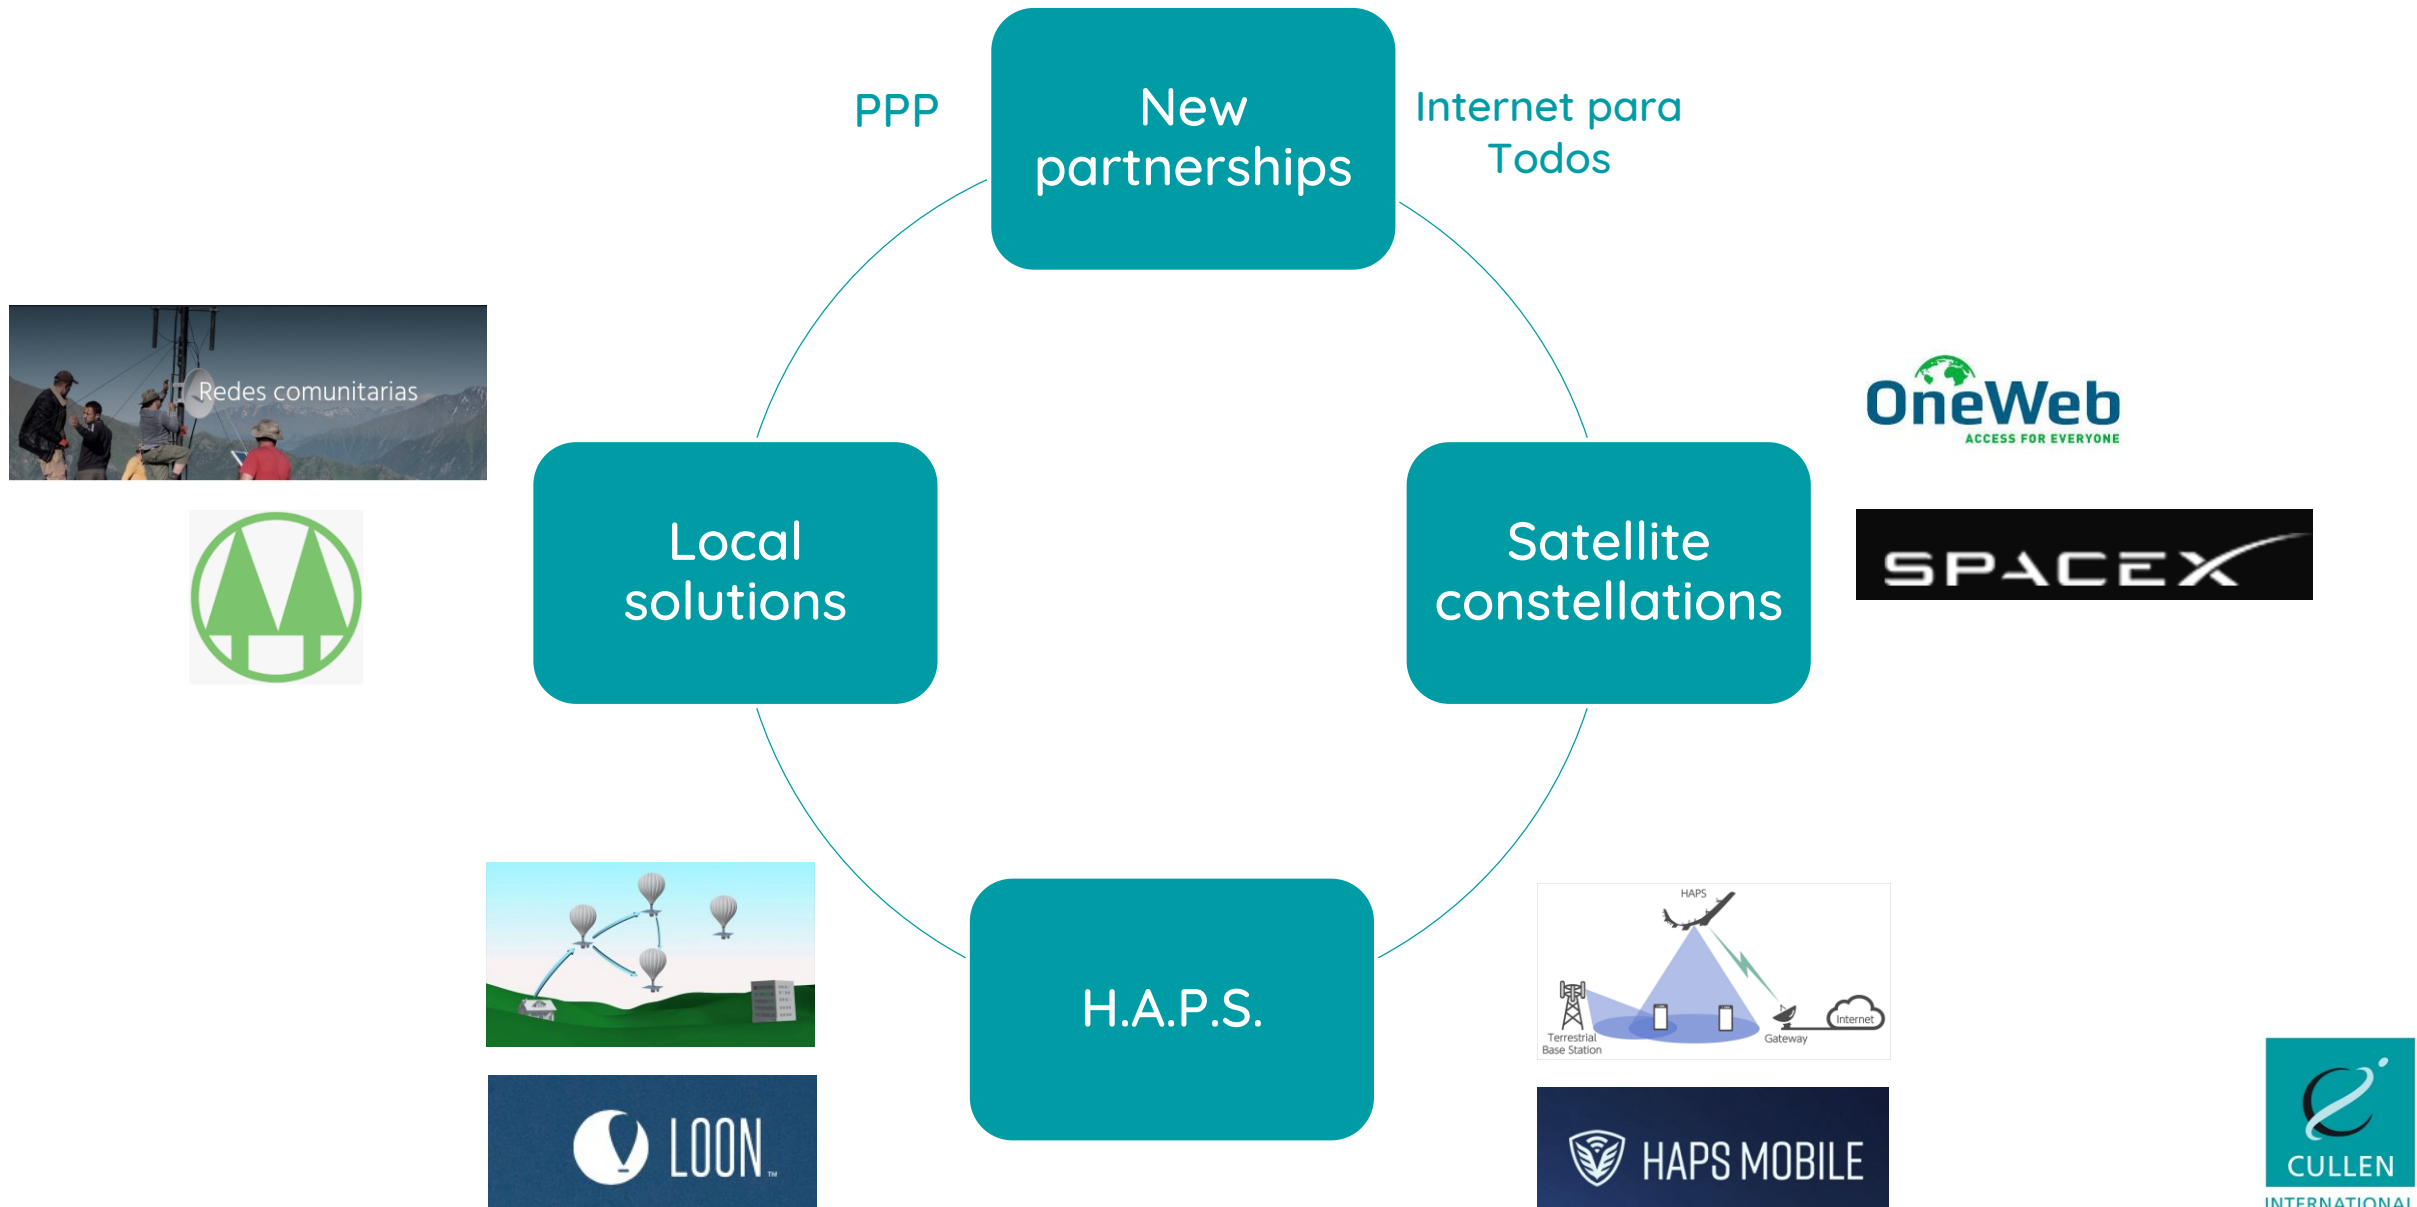 New
partnerships
PPP
Internet para
Todos
Redes comunitarias
Local
solutions
Satellite
constellations
OneWeb
ACCESS FOR EVERYONE
SPACEX
H.A.P.S.
LOON™
HAPS
Terrestrial
Base Station
Gateway
Internet
HAPS MOBILE
CULLEN
INTERNATIONAL